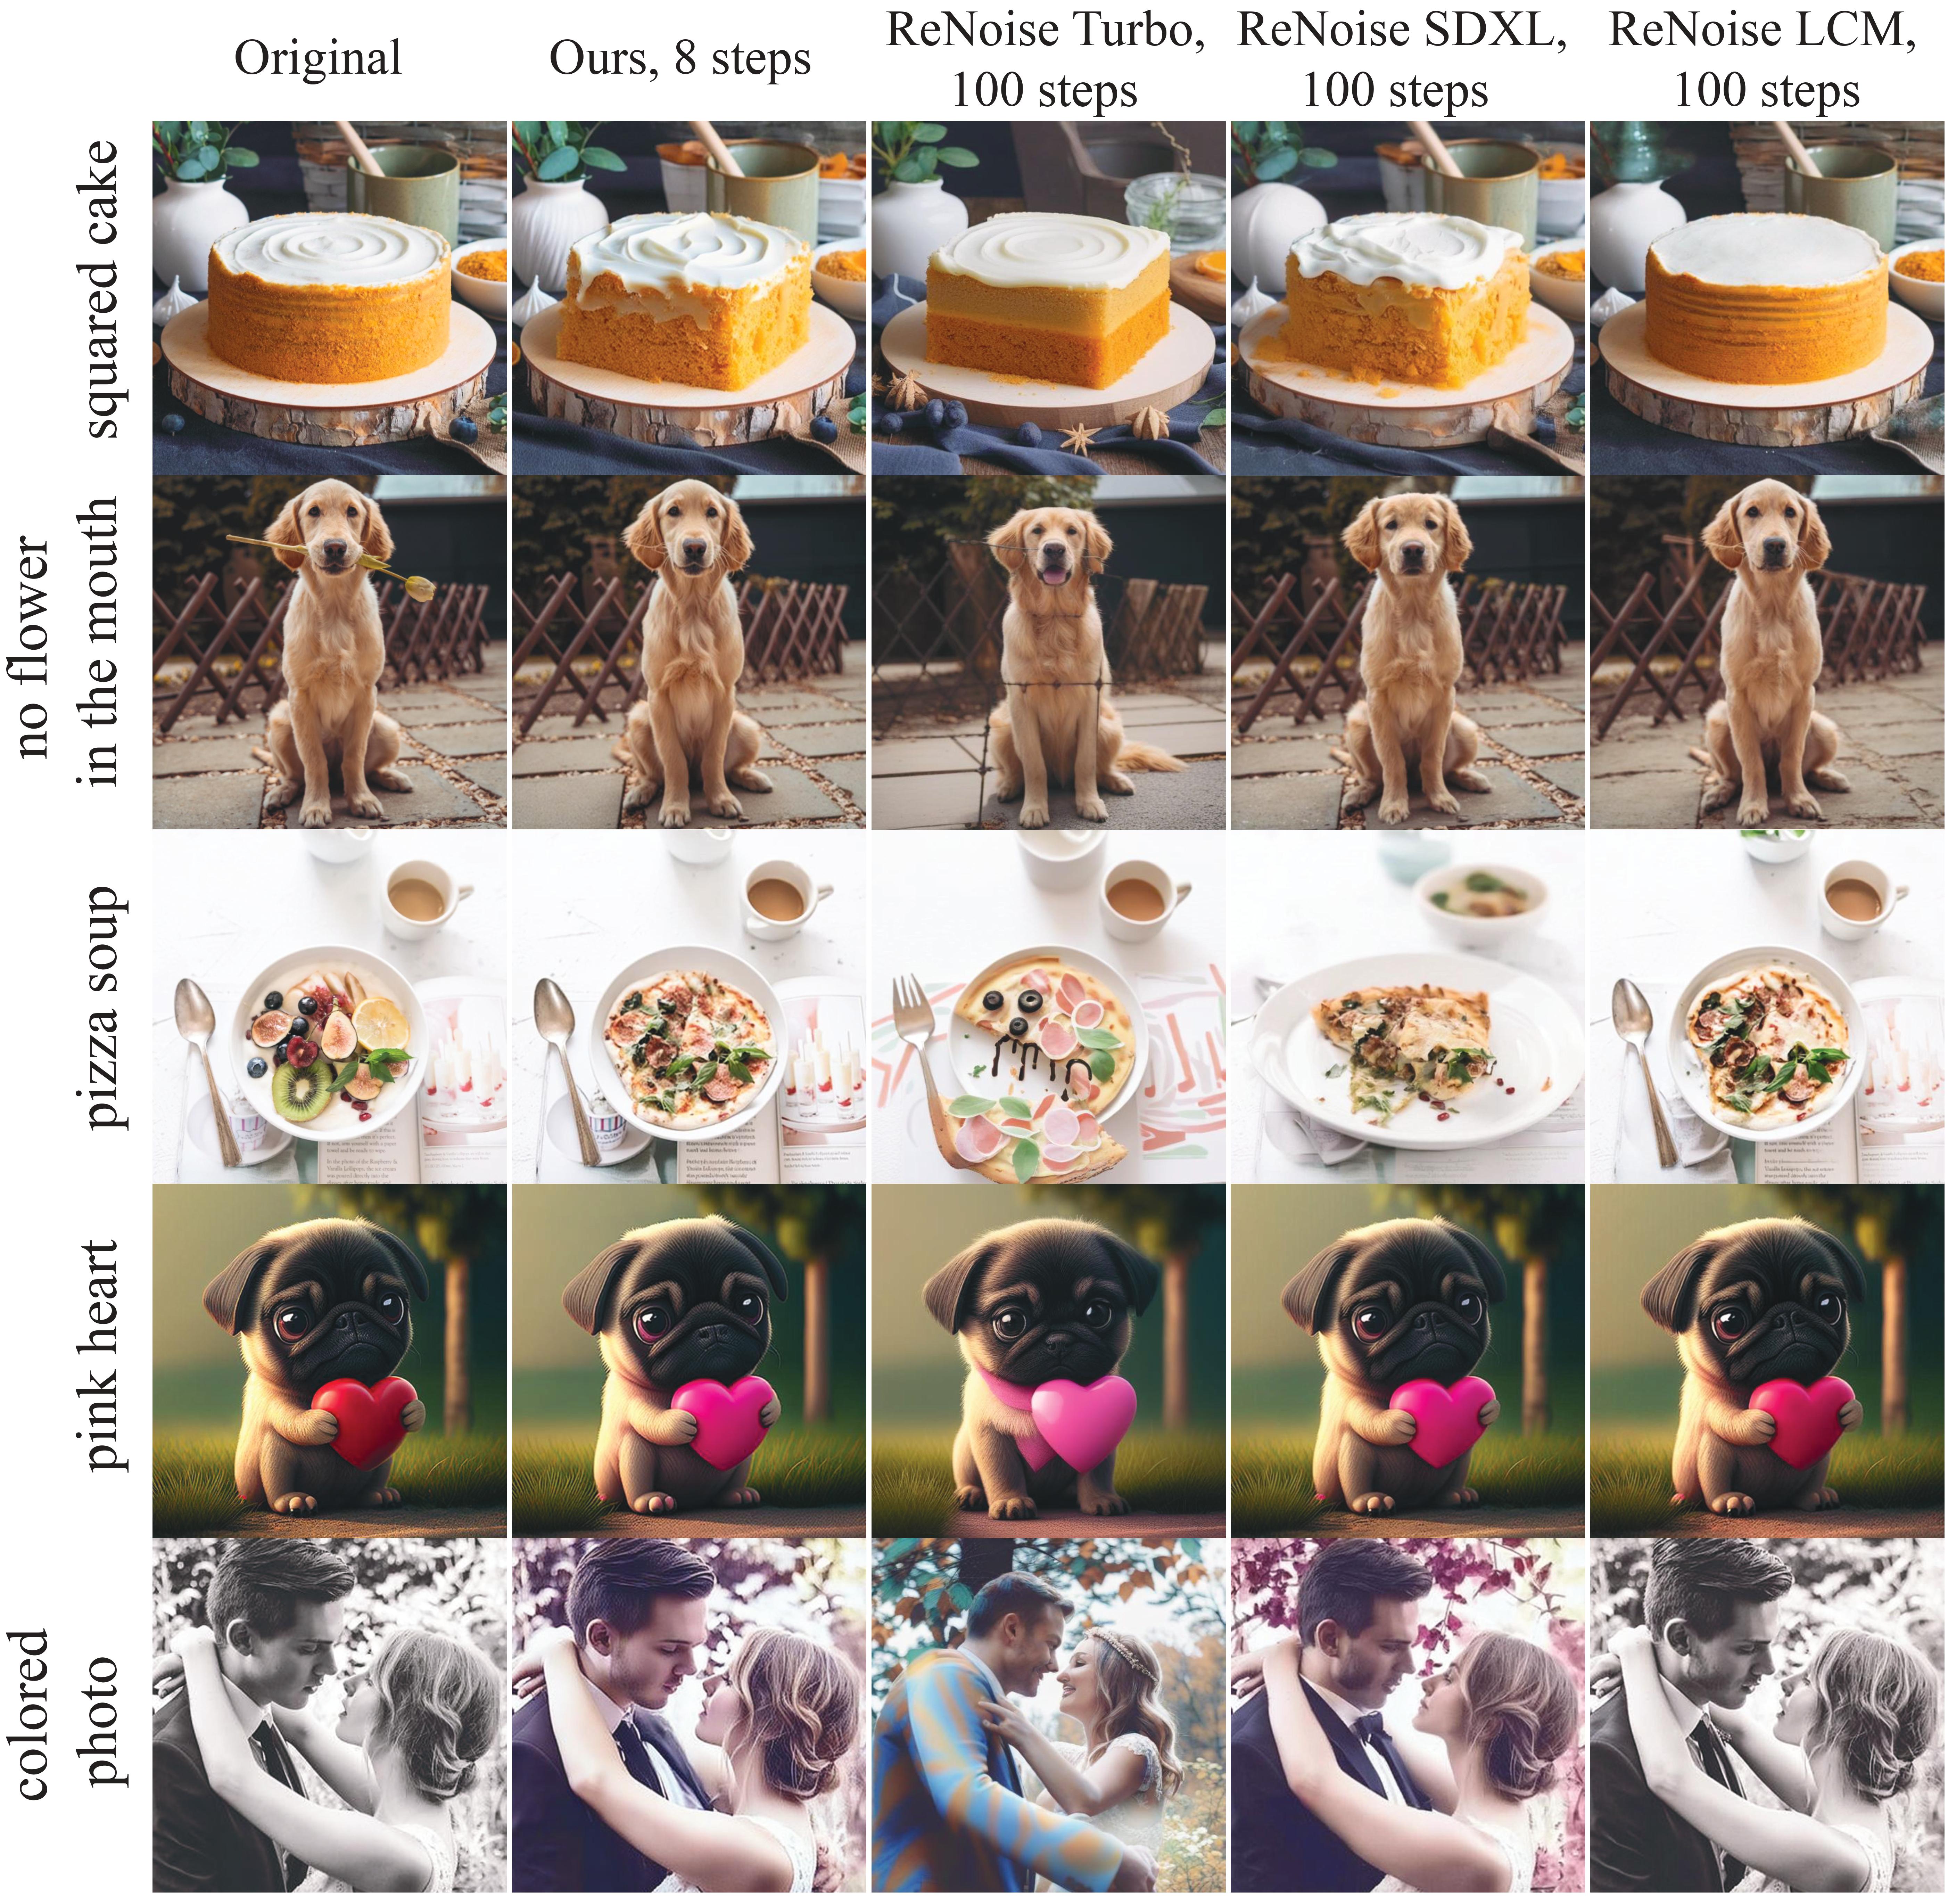 Original
Ours, 8 steps
ReNoise Turbo,
100 steps
ReNoise SDXL,
100 steps
ReNoise LCM,
100 steps
squared cake
no flower
in the mouth
pizza soup
pink heart
colored
photo